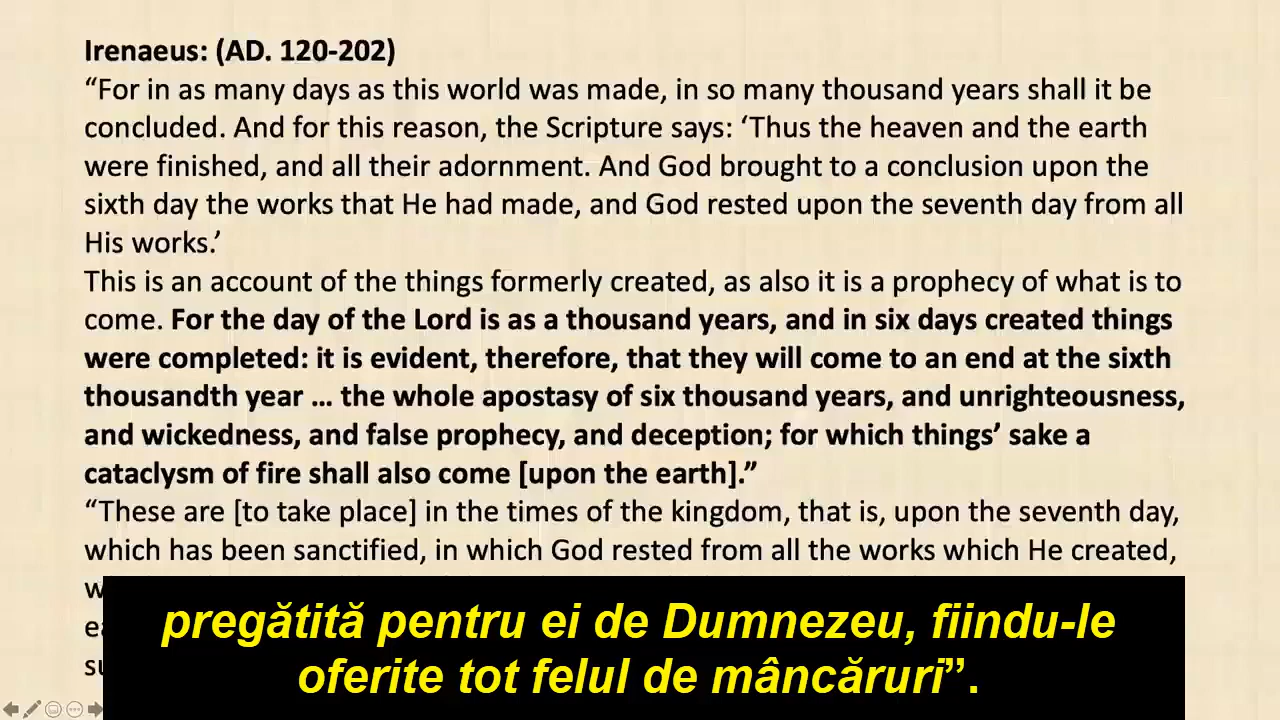 Irenaeus: (AD. 120-202)
“For in as many days as this world was made, in so many thousand years shall it be
concluded. And for this reason, the Scripture says: ‘Thus the heaven and the earth
were finished, and all their adornment. And God brought to a conclusion upon the
sixth day the works that He had made, and God rested upon the seventh day from all
His works.’
This is an account of the things formerly created, as also it is a prophecy of what is to
come. For the day of the Lord is as a thousand years, and in six days created things
were completed: it is evident, therefore, that they will come to an end at the sixth
thousandth year … the whole apostasy of six thousand years, and unrighteousness,
and wickedness, and false prophecy, and deception; for which things’ sake a
cataclysm of fire shall also come [upon the earth].”
“These are [to take place] in the times of the kingdom, that is, upon the seventh day,
which has been sanctified, in which God rested from all the works which He created,
pregătită pentru ei de Dumnezeu, fiindu-le
oferite tot felul de mâncăruri”.